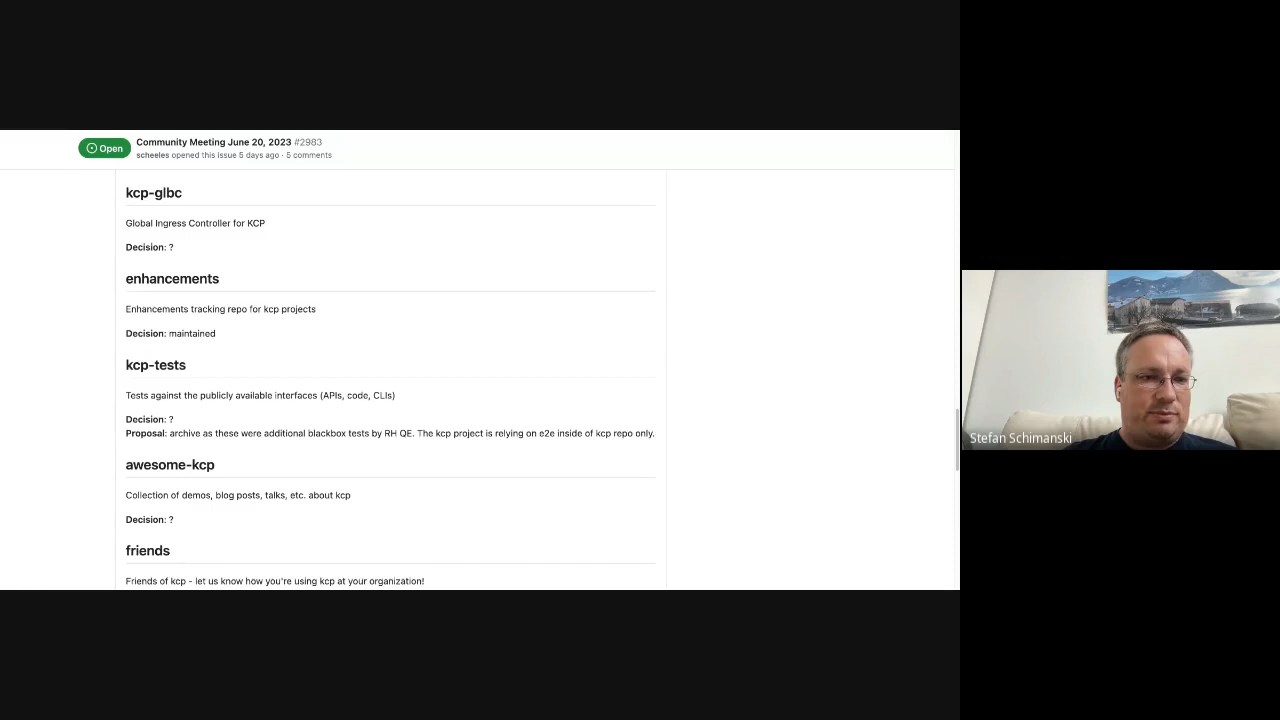 Open
Community Meeting June 20, 2023 #2983
scheeles opened this issue 5 days ago · 5 comments
kcp-glbc
Global Ingress Controller for KCP
Decision: ?
enhancements
Enhancements tracking repo for kcp projects
Decision: maintained
kcp-tests
Tests against the publicly available interfaces (APIs, code, CLIs)
Decision: ?
Proposal: archive as these were additional blackbox tests by RH QE. The kcp project is relying on e2e inside of kcp repo only.
awesome-kcp
Collection of demos, blog posts, talks, etc. about kcp
Decision: ?
friends
Friends of kcp - let us know how you're using kcp at your organization!
Stefan Schimanski